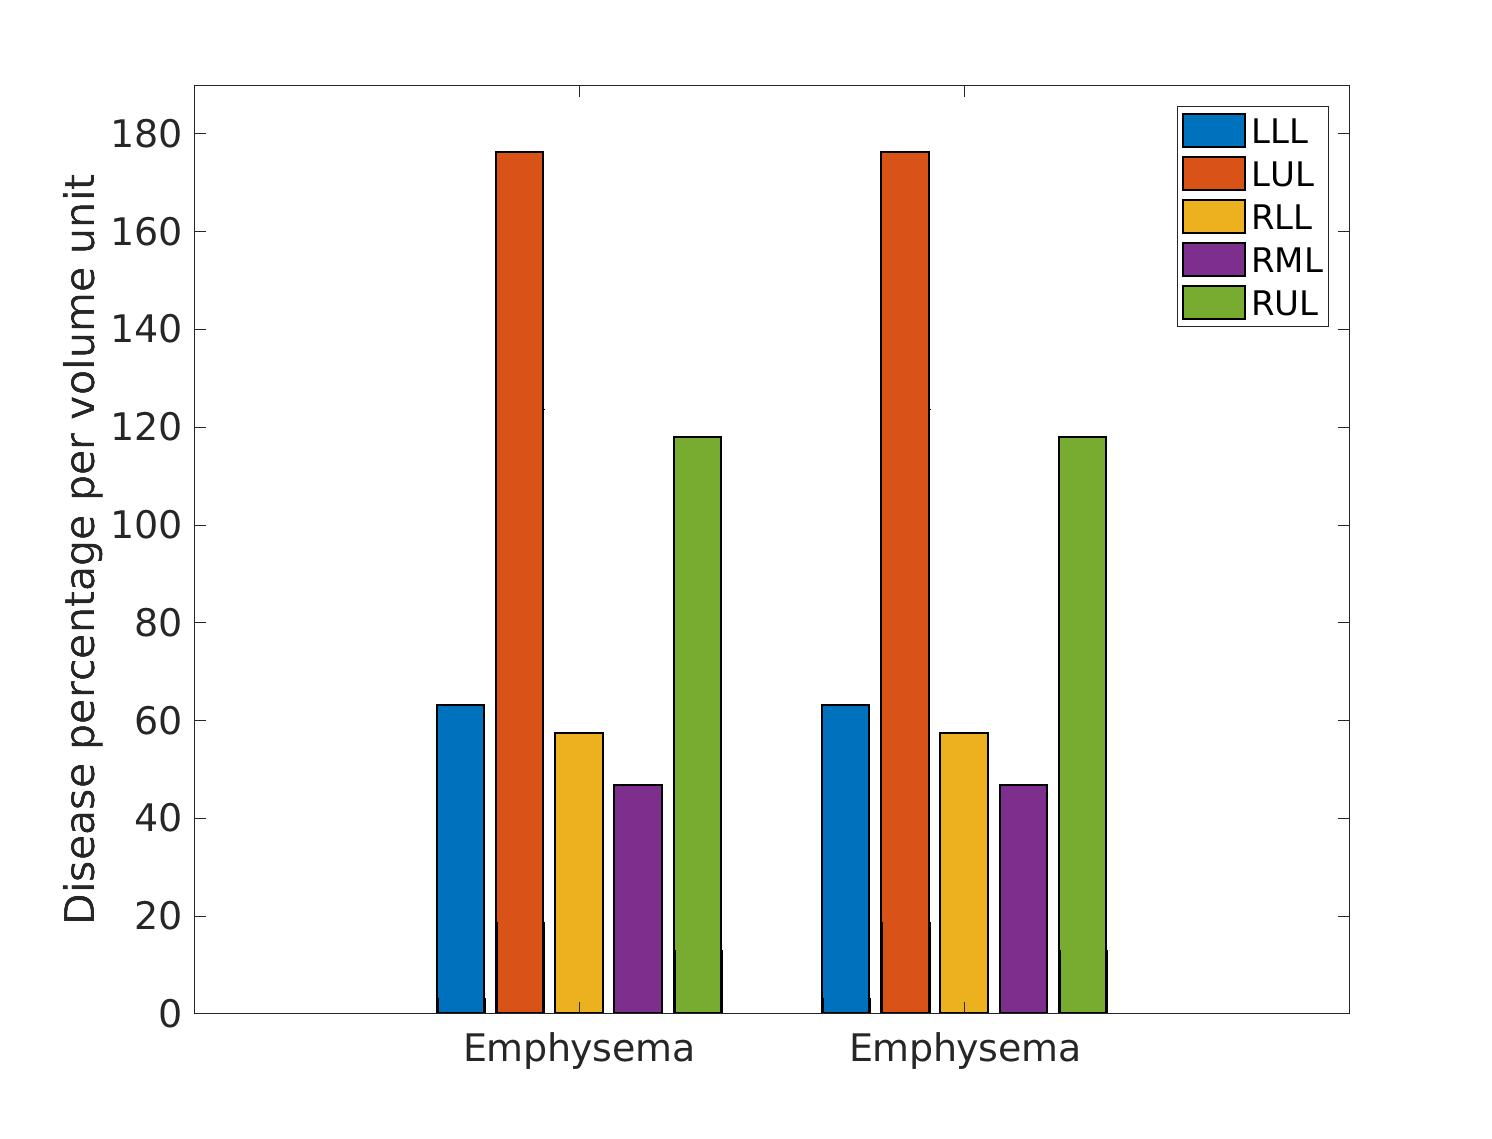 Disease percentage per volume unit
180
160
140
120
100
80
60
40
20
0
Emphysema
Emphysema
LLL
LUL
RLL
RML
RUL